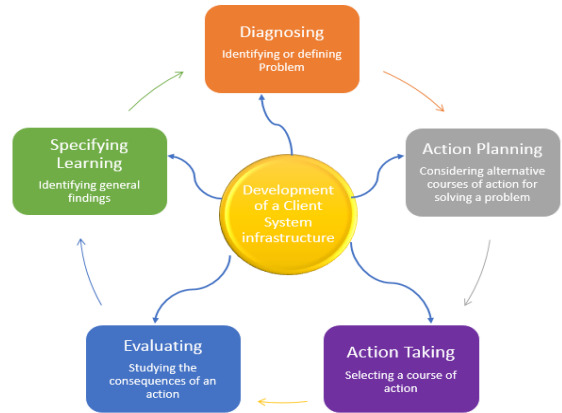 Diagnosing
Identifying or defining
Problem
Specifying
Learning
Identifying general
findings
Action Planning
Considering alternative
courses of action for
solving a problem
Development
of a Client
System
infrastructure
Evaluating
Studying the
consequences of an
action
Action Taking
Selecting a course of
action